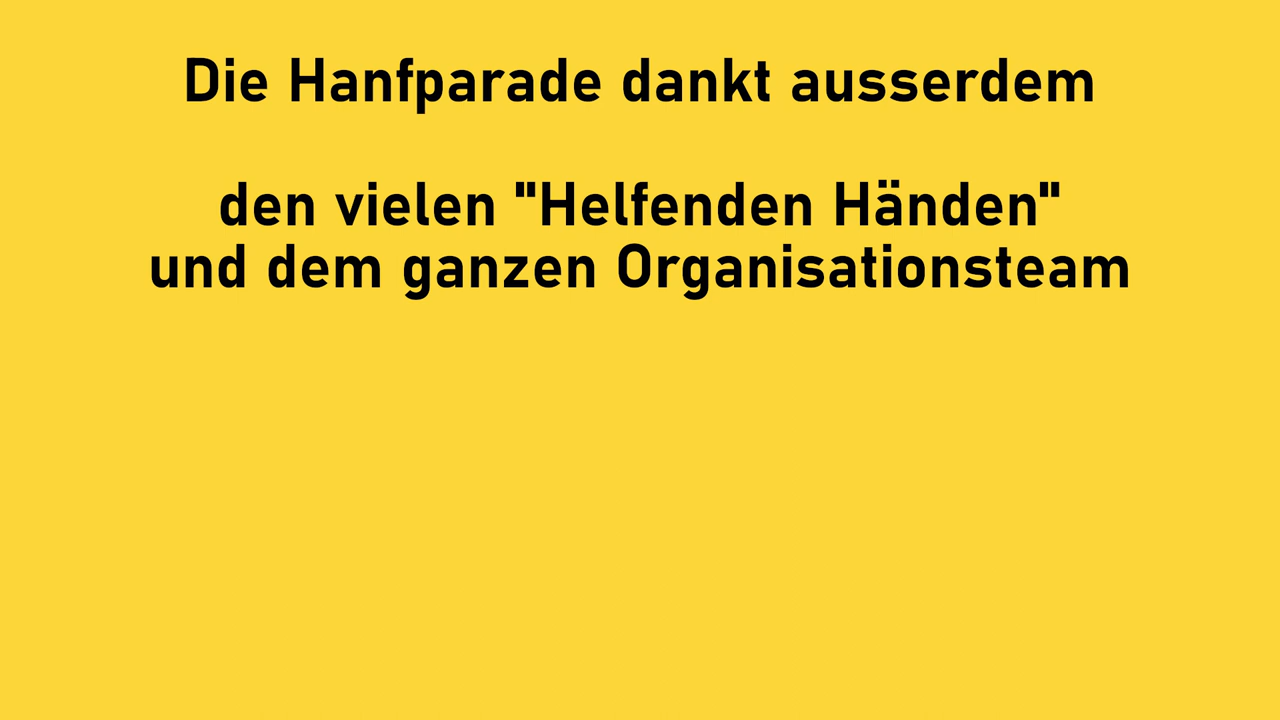 Die Hanfparade dankt ausserdem
den vielen "Helfenden Händen"
und dem ganzen Organisationsteam